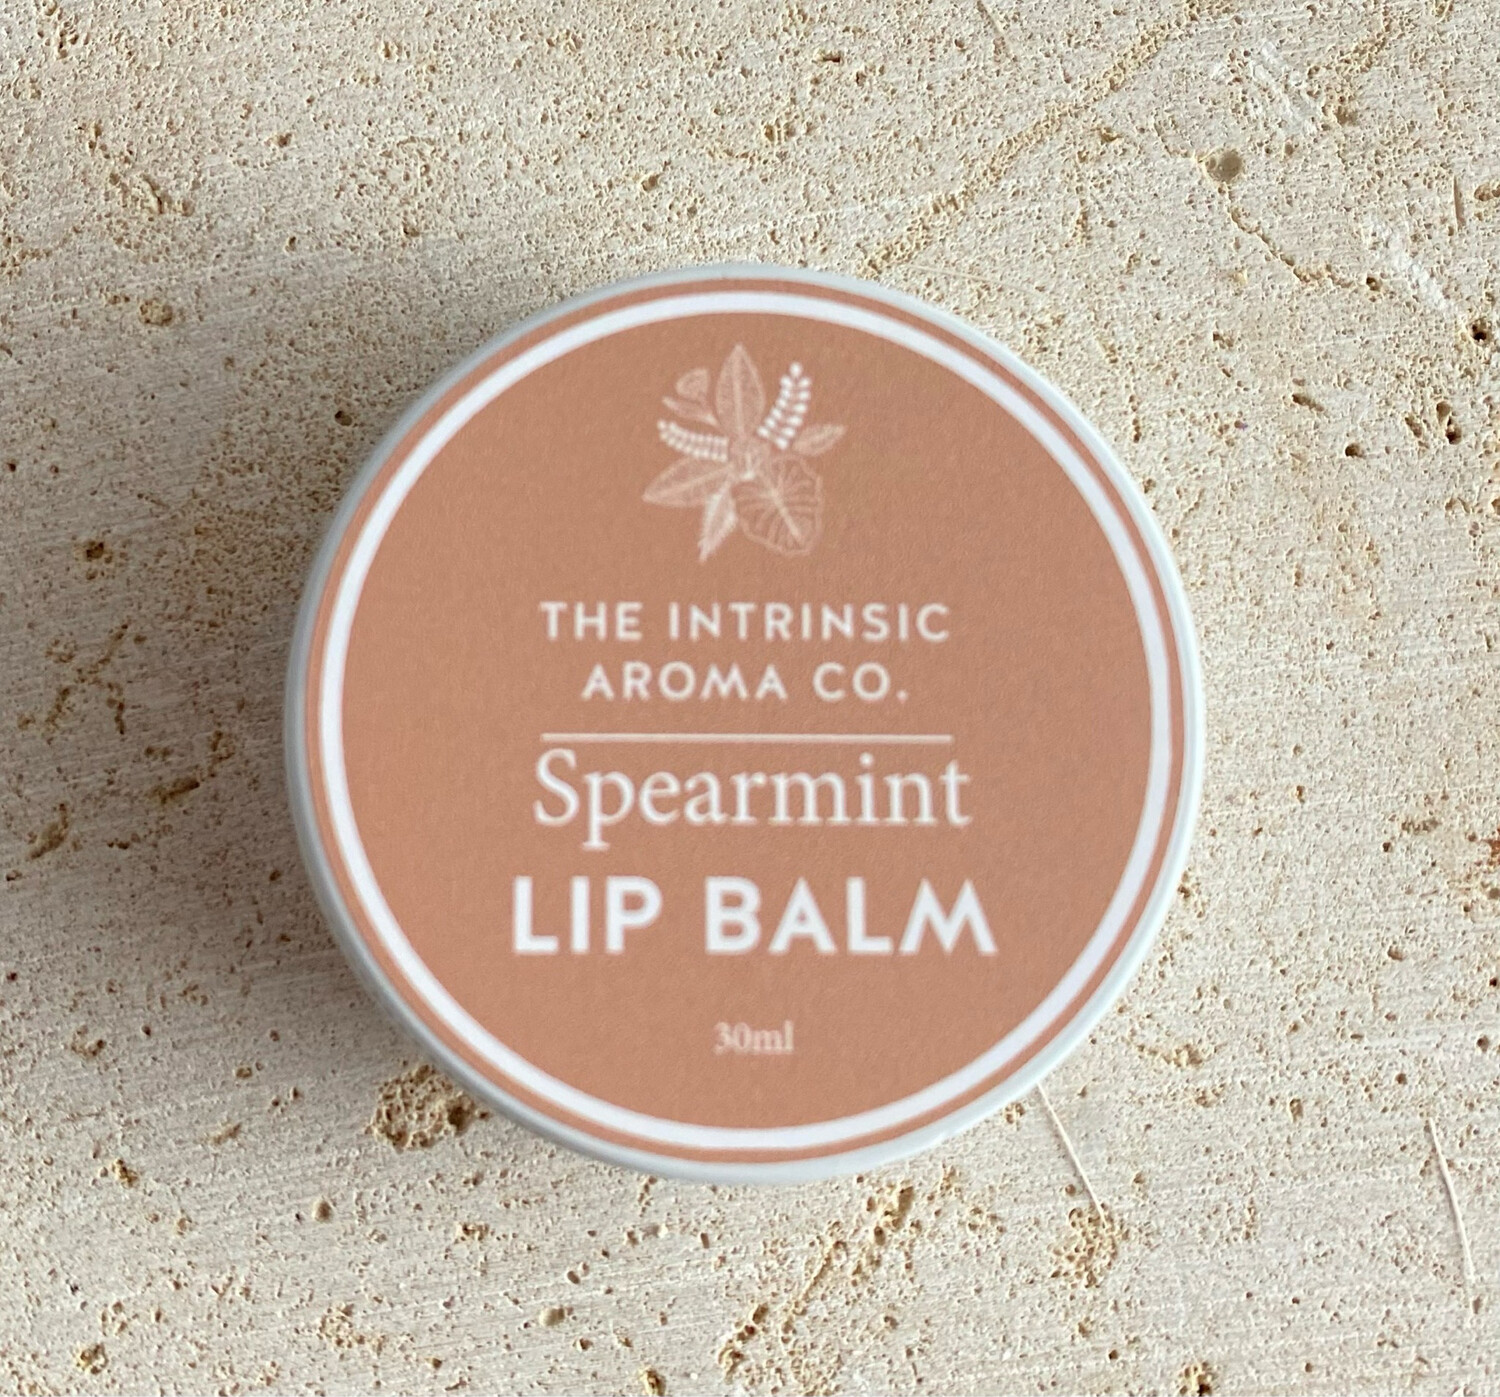 THE INTRINSIC
AROMA CO.
Spearmint
LIP BALM
30ml